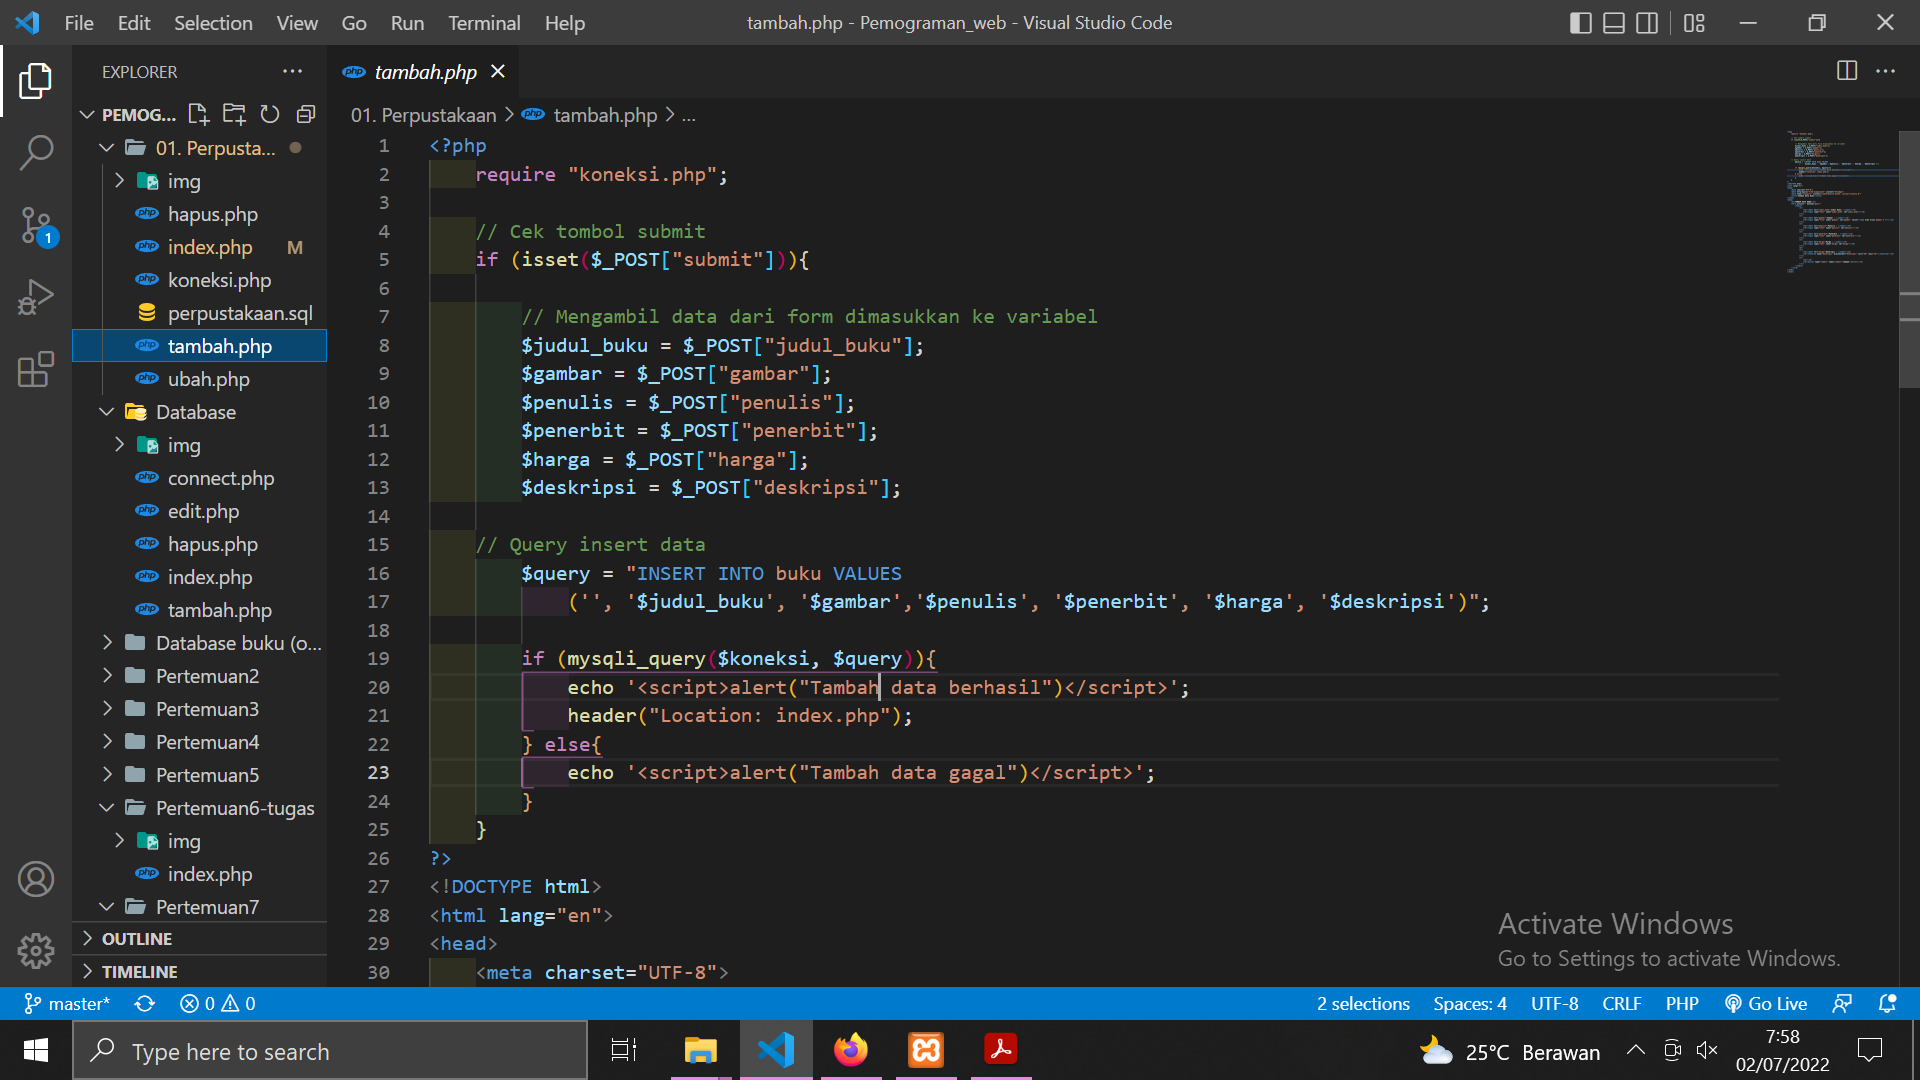 File Edit Selection View Go Run Terminal Help
tambah.php - Pemograman_web - Visual Studio Code
EXPLORER
PEMOG...
01. Perpusta...
img
hapus.php
index.php M
koneksi.php
perpustakaan.sql
tambah.php
ubah.php
Database
img
connect.php
edit.php
hapus.php
index.php
tambah.php
Database buku (o...
Pertemuan2
Pertemuan3
Pertemuan4
Pertemuan5
Pertemuan6-tugas
img
index.php
Pertemuan7
OUTLINE
TIMELINE
1
php tambah.php
01. Perpustakaan > php tambah.php > ...
1 <?php
2     require "koneksi.php";
3
4     // Cek tombol submit
5     if (isset($_POST["submit"])){
6
7         // Mengambil data dari form dimasukkan ke variabel
8         $judul_buku = $_POST["judul_buku"];
9         $gambar = $_POST["gambar"];
10         $penulis = $_POST["penulis"];
11         $penerbit = $_POST["penerbit"];
12         $harga = $_POST["harga"];
13         $deskripsi = $_POST["deskripsi"];
14
15     // Query insert data
16         $query = "INSERT INTO buku VALUES
17             ('', '$judul_buku', '$gambar','$penulis', '$penerbit', '$harga', '$deskripsi')";
18
19         if (mysqli_query($koneksi, $query)){
20             echo '<script>alert("Tambah data berhasil")</script>';
21             header("Location: index.php");
22         } else{
23             echo '<script>alert("Tambah data gagal")</script>';
24         }
25     }
26 ?>
27 <!DOCTYPE html>
28 <html lang="en">
29 <head>
30     <meta charset="UTF-8">
Activate Windows
Go to Settings to activate Windows.
master* 0 0
2 selections Spaces: 4 UTF-8 CRLF PHP Go Live
Type here to search
25°C Berawan
7:58
02/07/2022